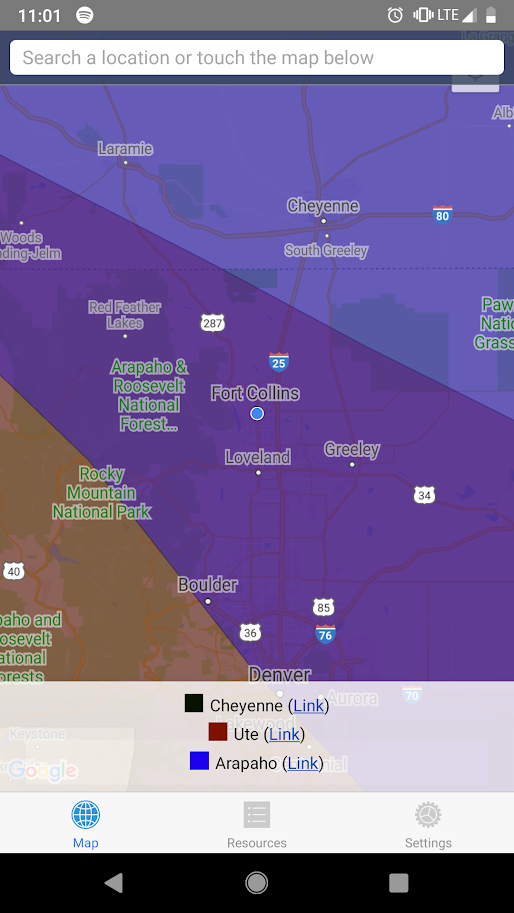 11:01
LTE
Search a location or touch the map below
Laramie
Alb
Cheyenne
80
South Greeley
Woods
nding-Jelm
Red Feather
Lakes
287
Paw
Natio
Grass
25
Arapaho &
Roosevelt
National
Forest...
Fort Collins
Loveland
Greeley
Rocky
Mountain
National Park
34
40
Boulder
85
36
76
paho and
oosevelt
ational
orests
Denver
Aurora
70
Cheyenne (Link)
Lakewood
Ute (Link)
Keystone
Arapaho (Link)
nial
Google
Map
Resources
Settings